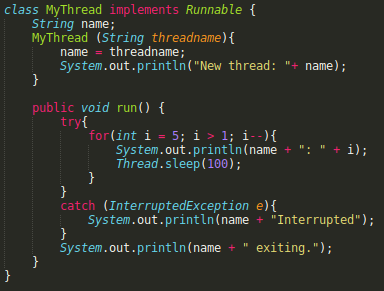 class MyThread implements Runnable {
    String name;
    MyThread (String threadname){
        name = threadname;
        System.out.println("New thread: "+ name);
    }

    public void run() {
        try{
            for(int i = 5; i > 1; i--){
                System.out.println(name + ": " + i);
                Thread.sleep(100);
            }
        }
        catch (InterruptedException e){
            System.out.println(name + "Interrupted");
        }
        System.out.println(name + " exiting.");
    }
}